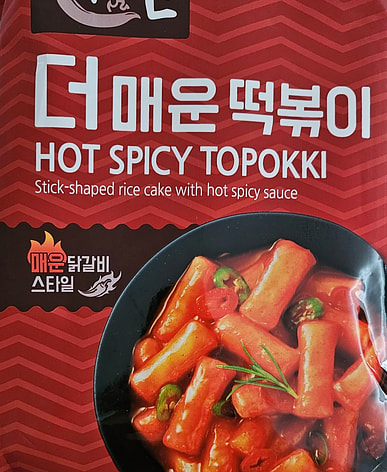 더 매운 떡볶이
HOT SPICY TOPOKKI
Stick-shaped rice cake with hot spicy sauce
매운 닭갈비
스타일